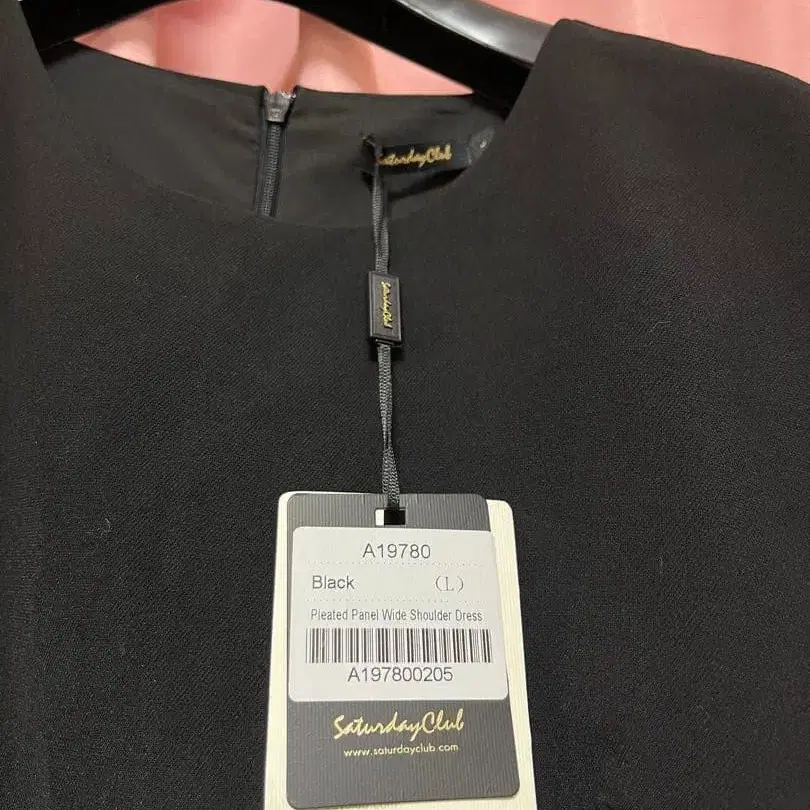 SaturdayClub
SaturdayClub
A19780
Black (L)
Pleated Panel Wide Shoulder Dress
A197800205
SaturdayClub
www.saturdayclub.com